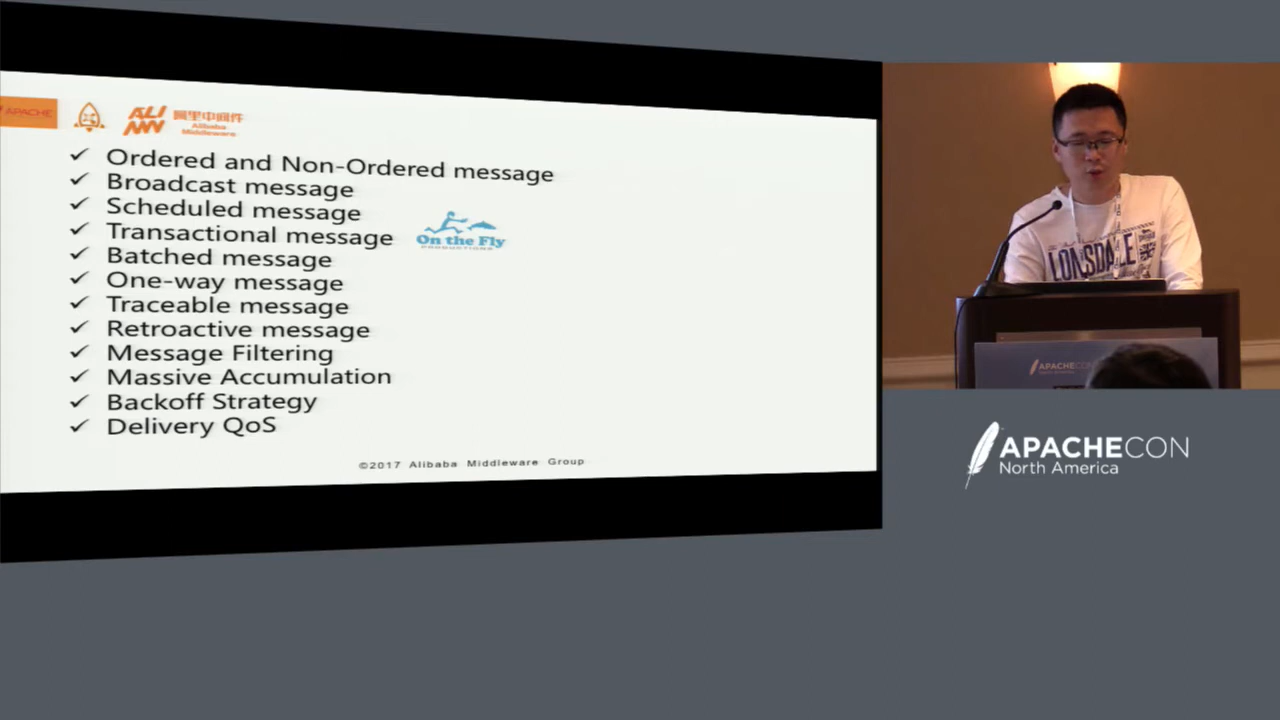 APACHE
阿里中间件
Alibaba
Middleware
Ordered and Non-Ordered message
Broadcast message
Scheduled message
Transactional message
On the Fly
PRODUCTIONS
Batched message
One-way message
Traceable message
Retroactive message
Message Filtering
Massive Accumulation
Backoff Strategy
Delivery QoS
©2017 Alibaba Middleware Group
LONSDALE
APACHECON
APACHECON
North America